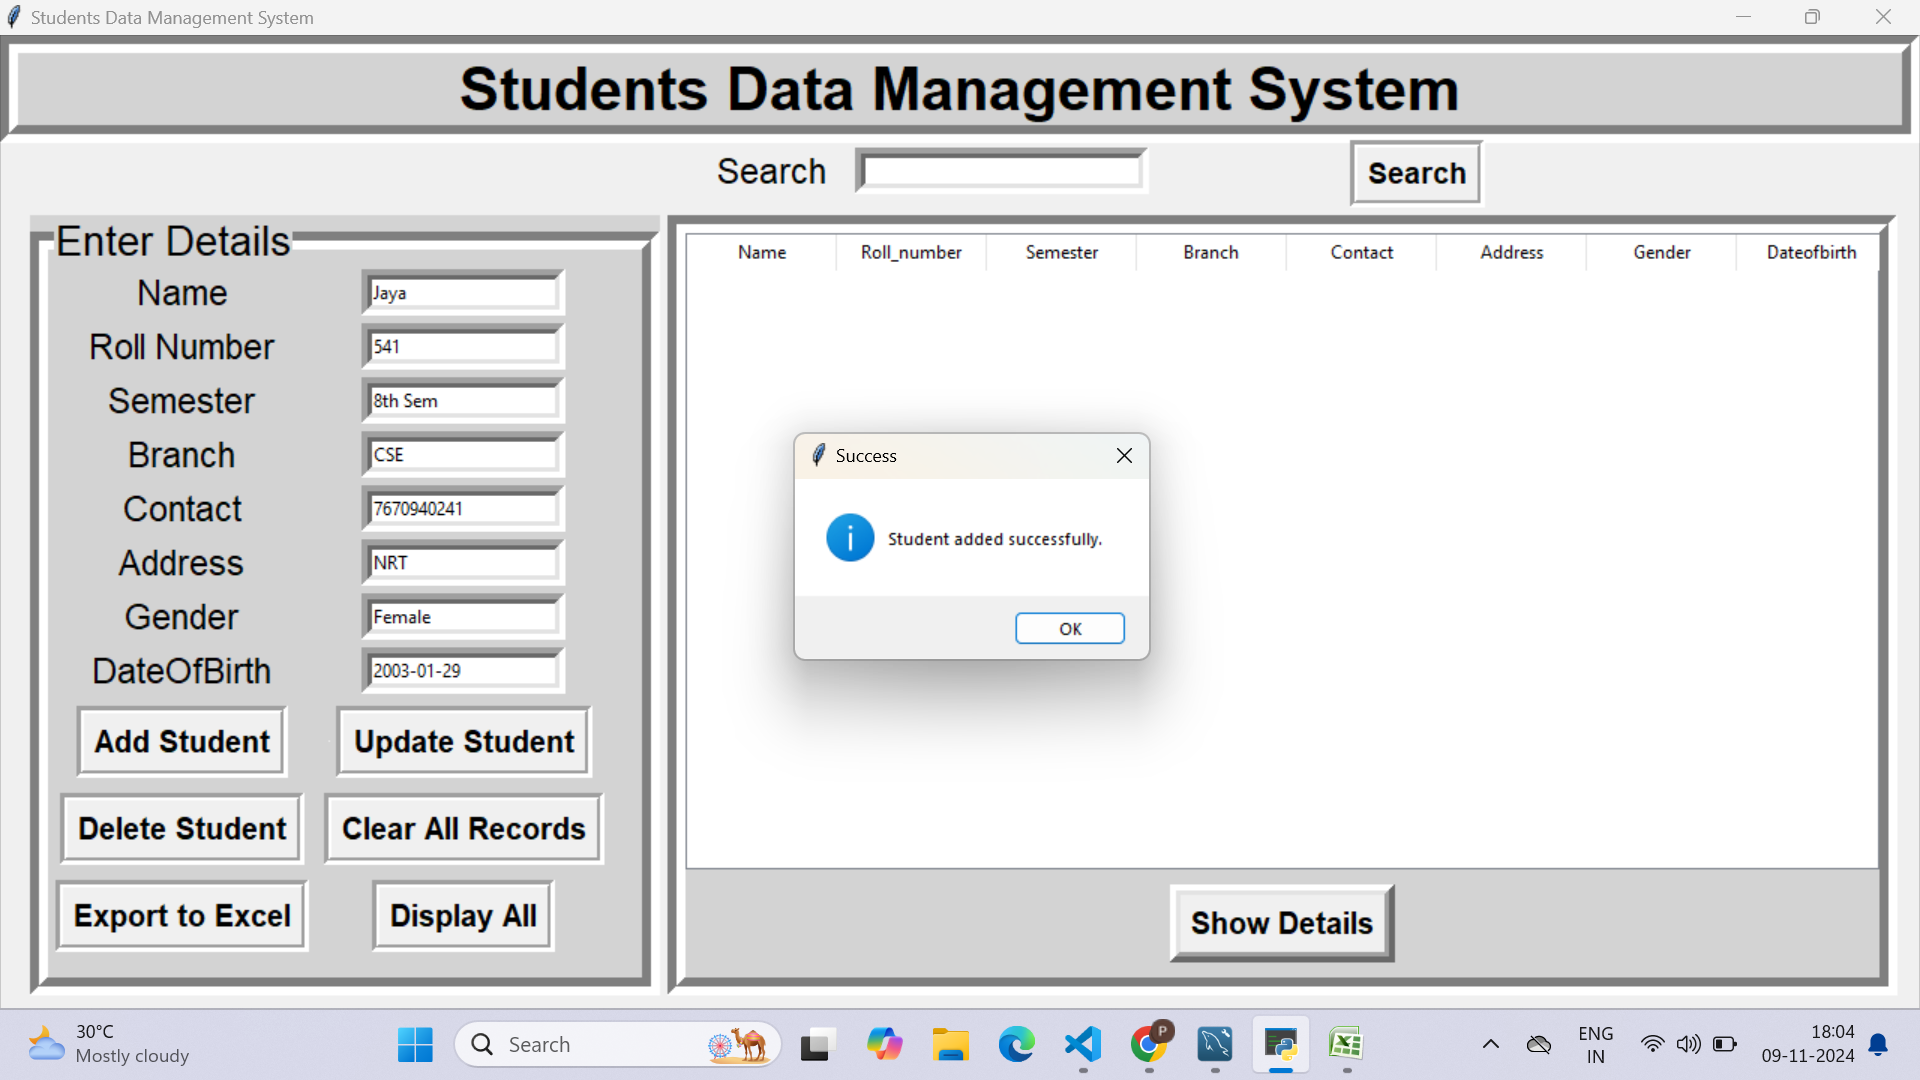 Students Data Management System
Students Data Management System
Search
Search
Enter Details
Name Jaya
Roll Number 541
Semester 8th Sem
Branch CSE
Contact 7670940241
Address NRT
Gender Female
DateOfBirth 2003-01-29
Add Student Update Student
Delete Student Clear All Records
Export to Excel Display All
Name Roll_number Semester Branch Contact Address Gender Dateofbirth
Success
i
Student added successfully.
OK
Show Details
30°C
Mostly cloudy
Search
P
ENG
IN
18:04
09-11-2024